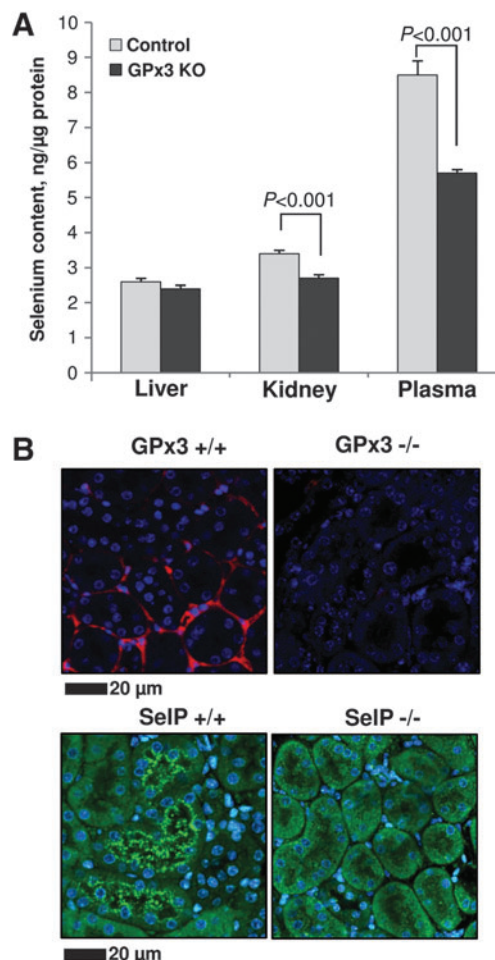 A
Selenium content, ng/µg protein
10
9
8
7
6
5
4
3
2
1
0
Control
GPx3 KO
P<0.001
P<0.001
Liver Kidney Plasma
B
GPx3 +/+ GPx3 -/-
20 µm
SelP +/+ SelP -/-
20 µm